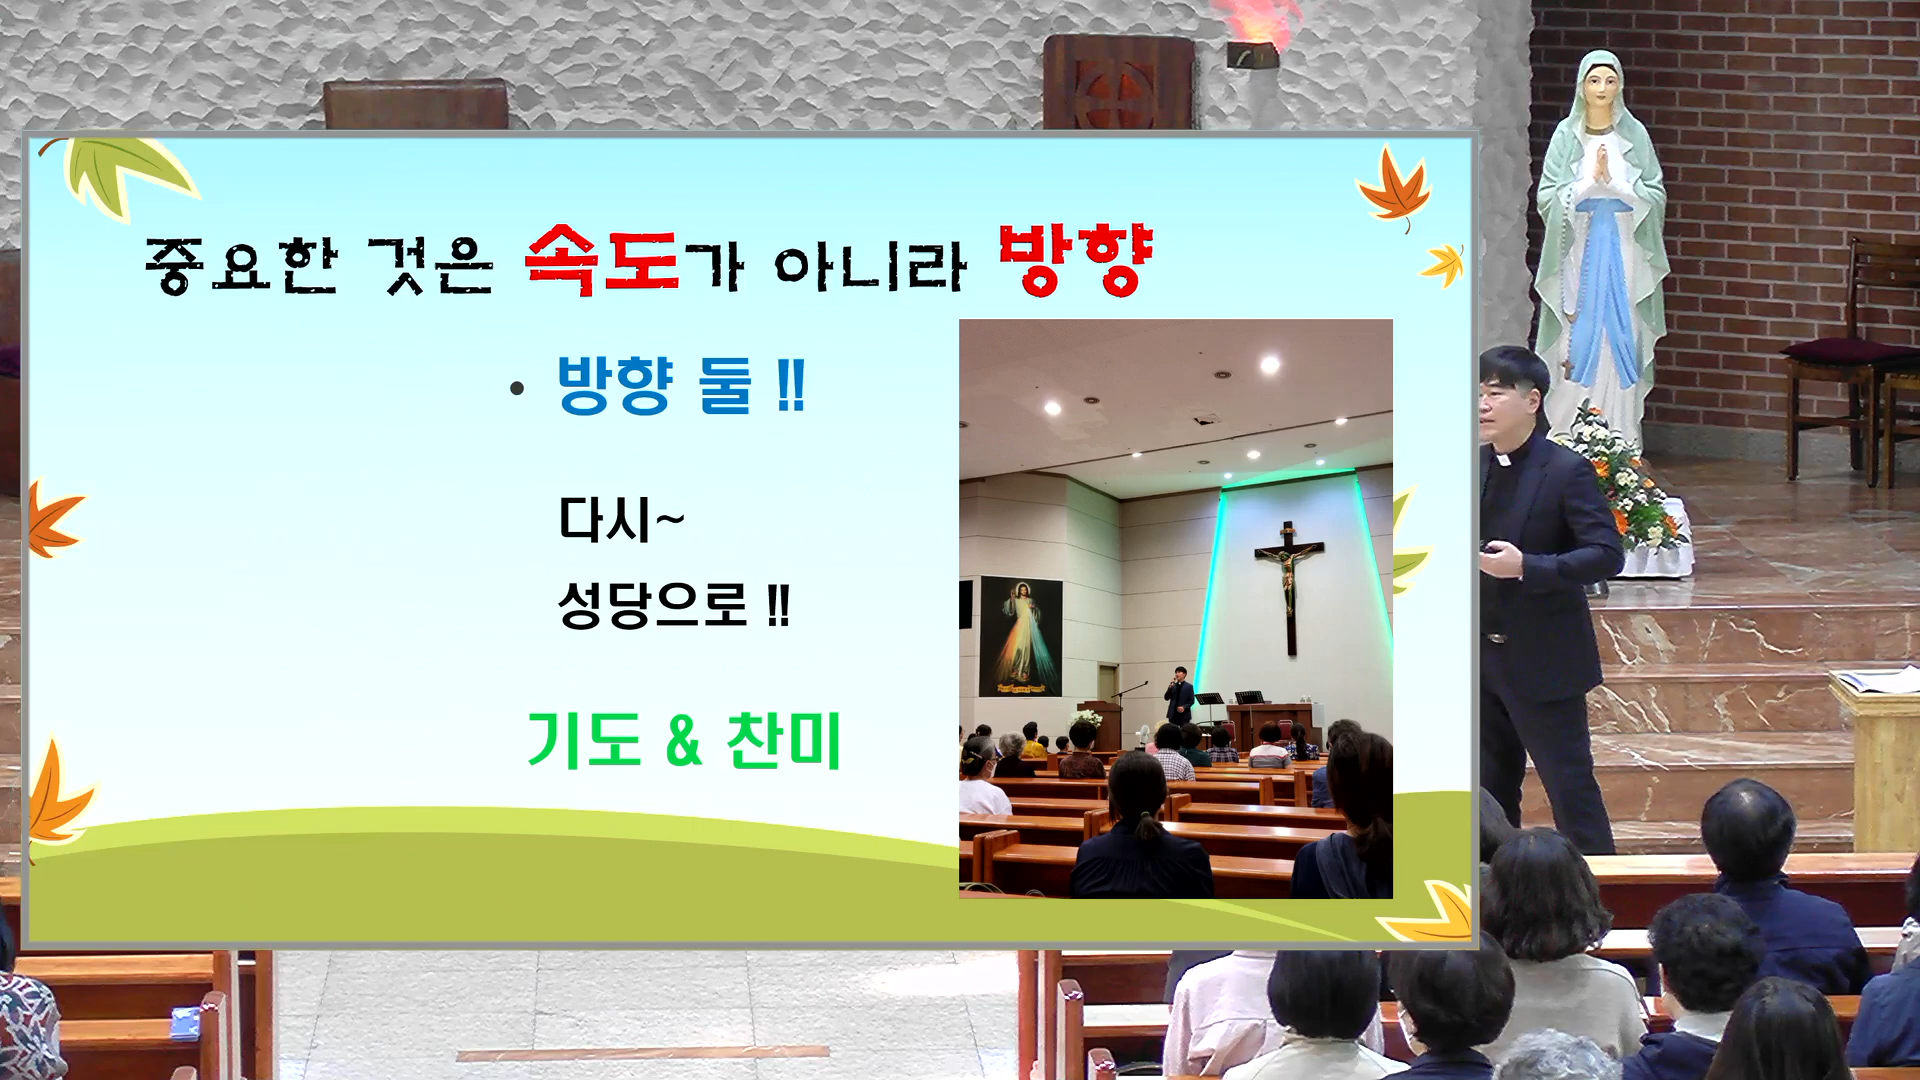 중요한 것은 속도가 아니라 방향
• 방향 둘 !!
다시~
성당으로 !!
기도 & 찬미